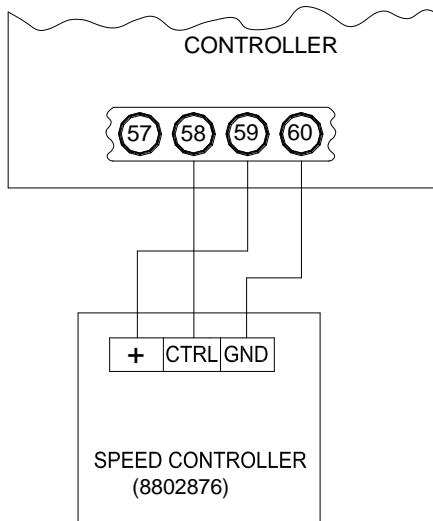 CONTROLLER
57 58 59 60
+ CTRL GND
SPEED CONTROLLER
(8802876)